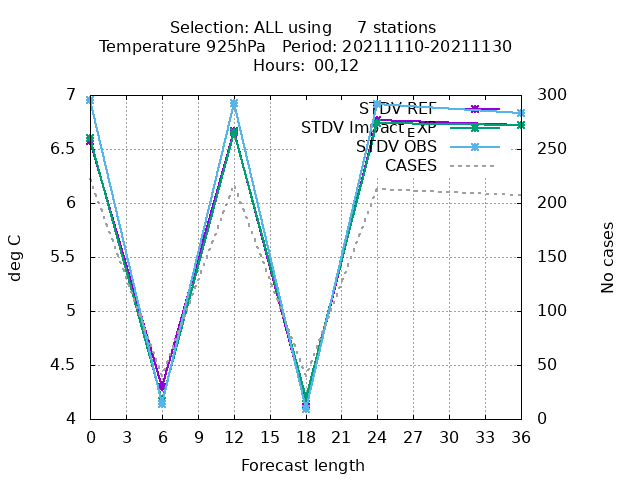 Selection: ALL using     7 stations
Temperature 925hPa   Period: 20211110-20211130
Hours:  00,12
7 300
STDV REF
STDV Impact_EXP
6.5 STDV OBS 250
CASES
6 200
5.5 150
deg C
No cases
5 100
4.5 50
4 0
0 3 6 9 12 15 18 21 24 27 30 33 36
Forecast length